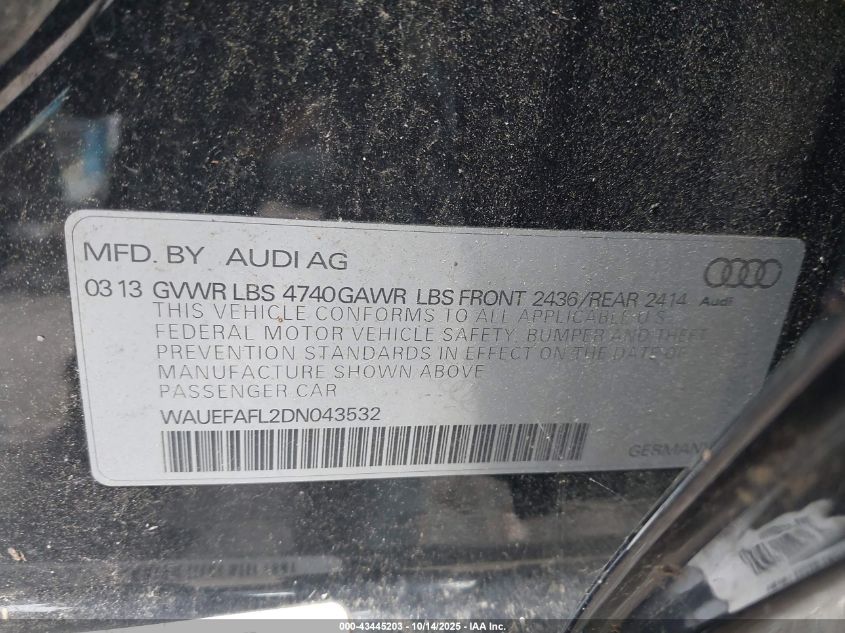 MFD. BY AUDI AG
03 13 GVWR LBS 4740 GAWR LBS FRONT 2436/REAR 2414
Audi
THIS VEHICLE CONFORMS TO ALL APPLICABLE U.S.
FEDERAL MOTOR VEHICLE SAFETY, BUMPER AND THEFT
PREVENTION STANDARDS IN EFFECT ON THE DATE OF
MANUFACTURE SHOWN ABOVE
PASSENGER CAR
WAUEFAFL2DN043532
GERMANY
000-43445203 - 10/14/2025 - IAA Inc.